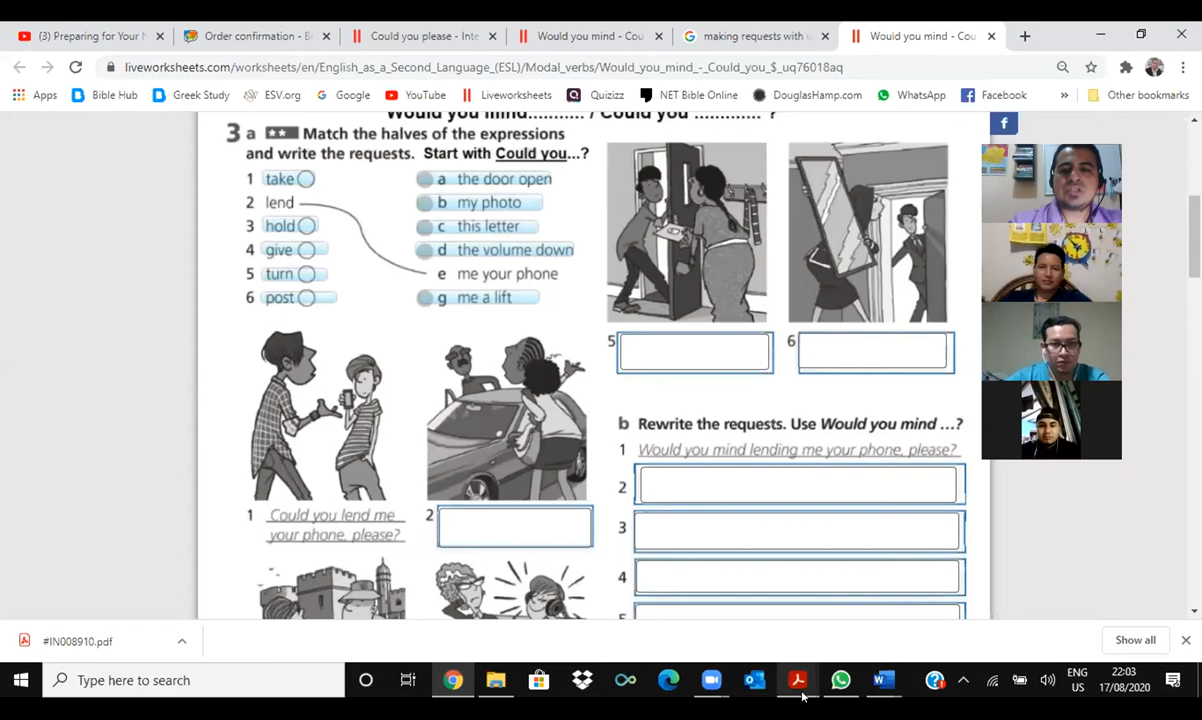 (3) Preparing for Your N
Order confirmation - B
Could you please - Inte
Would you mind - Cou
making requests with w
Would you mind - Cou
liveworksheets.com/worksheets/en/English_as_a_Second_Language_(ESL)/Modal_verbs/Would_you_mind_-_Could_you_$_uq76018aq
Apps
Bible Hub
Greek Study
ESV.org
Google
YouTube
Liveworksheets
Quizizz
NET Bible Online
DouglasHamp.com
WhatsApp
Facebook
»
Other bookmarks
Would you mind........... / Could you ............. ?
3 a ★★ Match the halves of the expressions
and write the requests. Start with Could you...?
1 take
2 lend
3 hold
4 give
5 turn
6 post
a the door open
b my photo
c this letter
d the volume down
e me your phone
g me a lift
5
6
1 Could you lend me
your phone, please?
2
b Rewrite the requests. Use Would you mind ...?
1 Would you mind lending me your phone, please?
2
3
4
5
#IN008910.pdf
Show all
Type here to search
ENG
US
22:03
17/08/2020